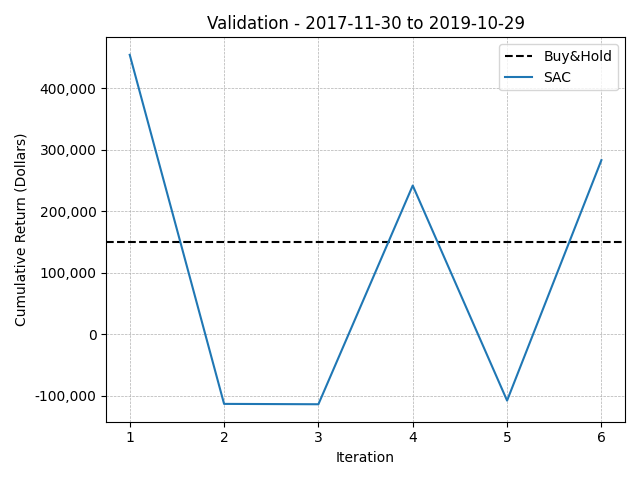 Validation - 2017-11-30 to 2019-10-29
Buy&Hold
SAC
Cumulative Return (Dollars)
400,000
300,000
200,000
100,000
0
-100,000
1 2 3 4 5 6
Iteration